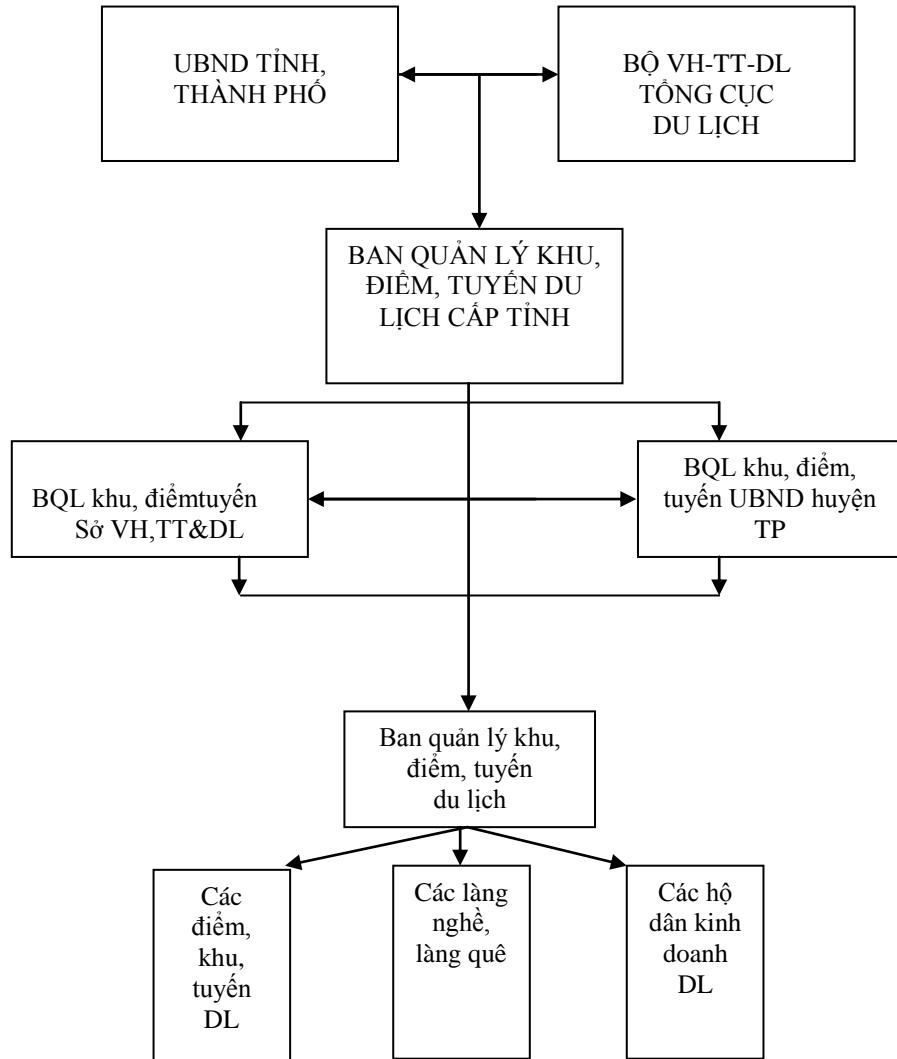 UBND TỈNH,
THÀNH PHỐ
BỘ VH-TT-DL
TỔNG CỤC
DU LỊCH
BAN QUẢN LÝ KHU,
ĐIỂM, TUYẾN DU
LỊCH CẤP TỈNH
BQL khu, điểmtuyến
Sở VH,TT&DL
BQL khu, điểm,
tuyến UBND huyện
TP
Ban quản lý khu,
điểm, tuyến
du lịch
Các
điểm,
khu,
tuyến
DL
Các làng
nghề,
làng quê
Các hộ
dân kinh
doanh
DL